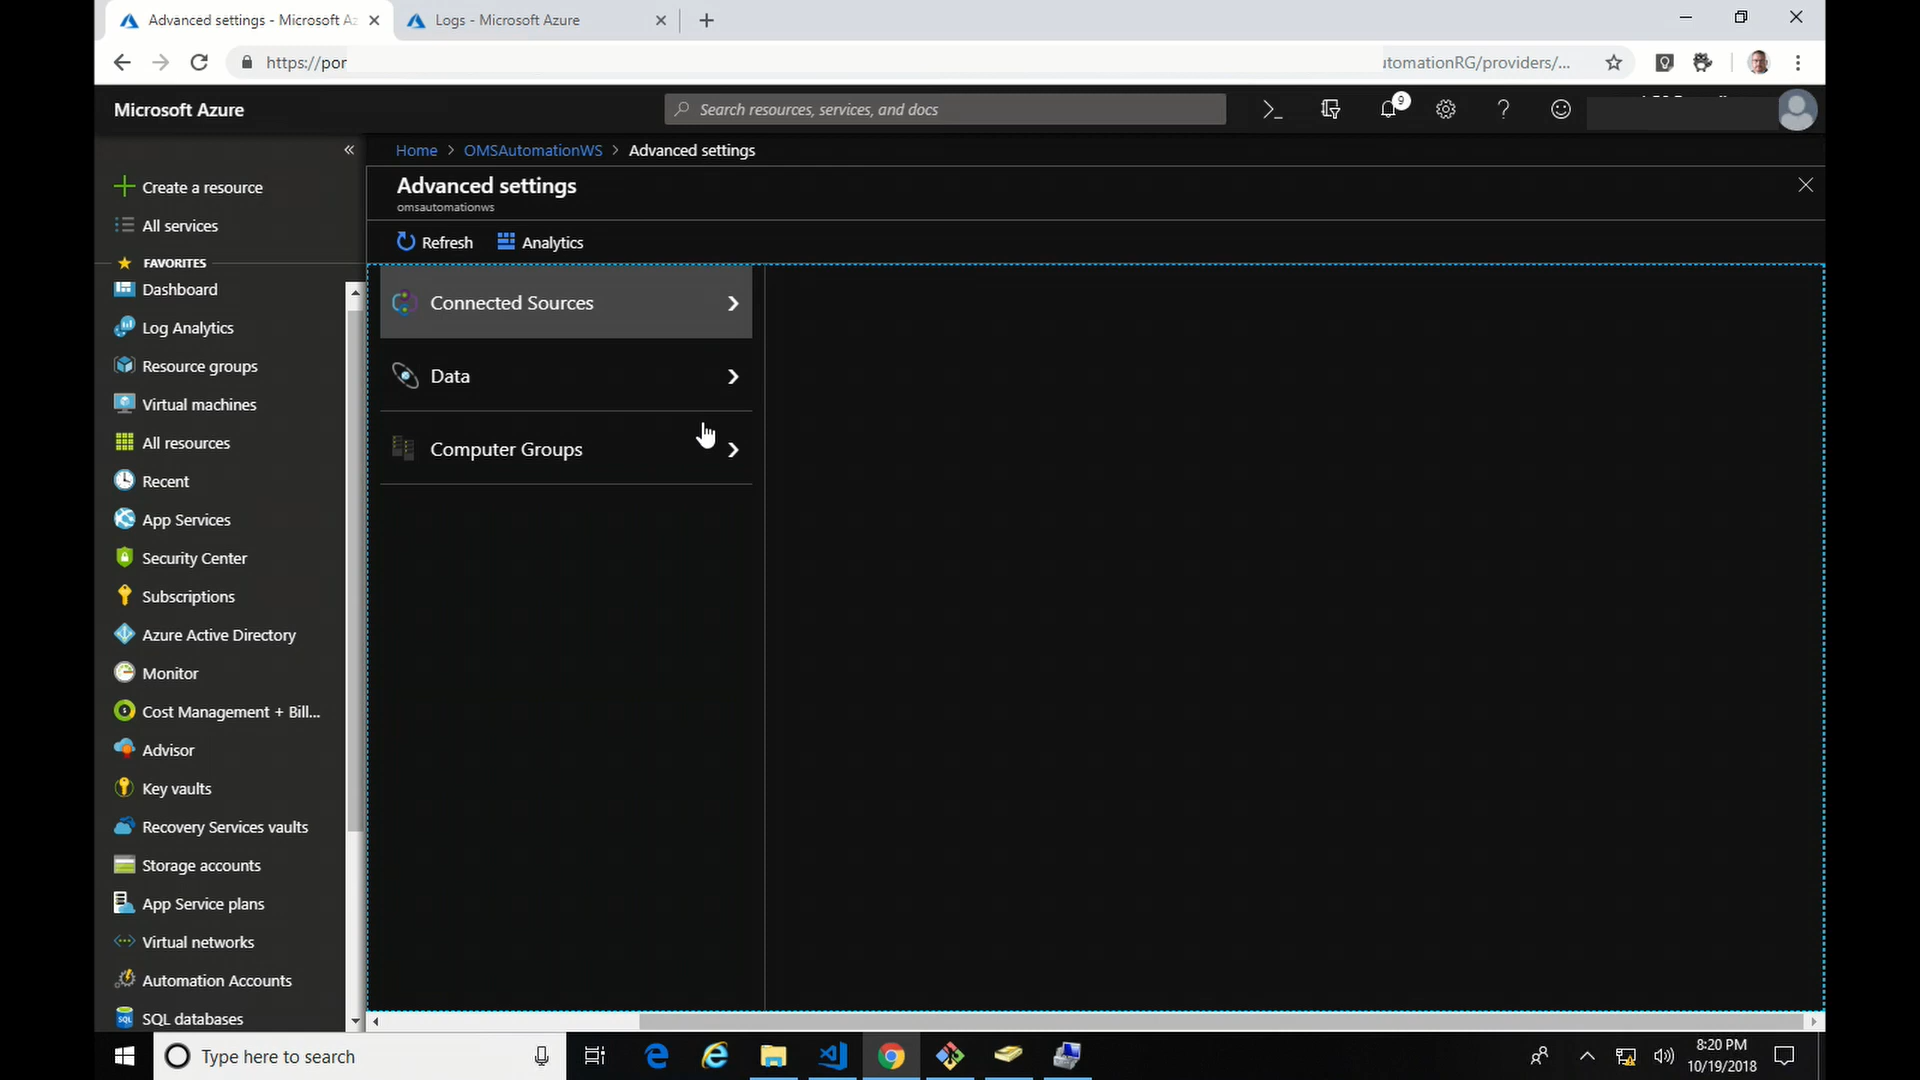 Advanced settings - Microsoft Az
Logs - Microsoft Azure
https://por
utomationRG/providers/...
Microsoft Azure
Search resources, services, and docs
9
Home > OMSAutomationWS > Advanced settings
Advanced settings
omsautomationws
Refresh
Analytics
Create a resource
All services
FAVORITES
Dashboard
Log Analytics
Resource groups
Virtual machines
All resources
Recent
App Services
Security Center
Subscriptions
Azure Active Directory
Monitor
Cost Management + Bill...
Advisor
Key vaults
Recovery Services vaults
Storage accounts
App Service plans
Virtual networks
Automation Accounts
SQL databases
Connected Sources
Data
Computer Groups
Type here to search
8:20 PM
10/19/2018